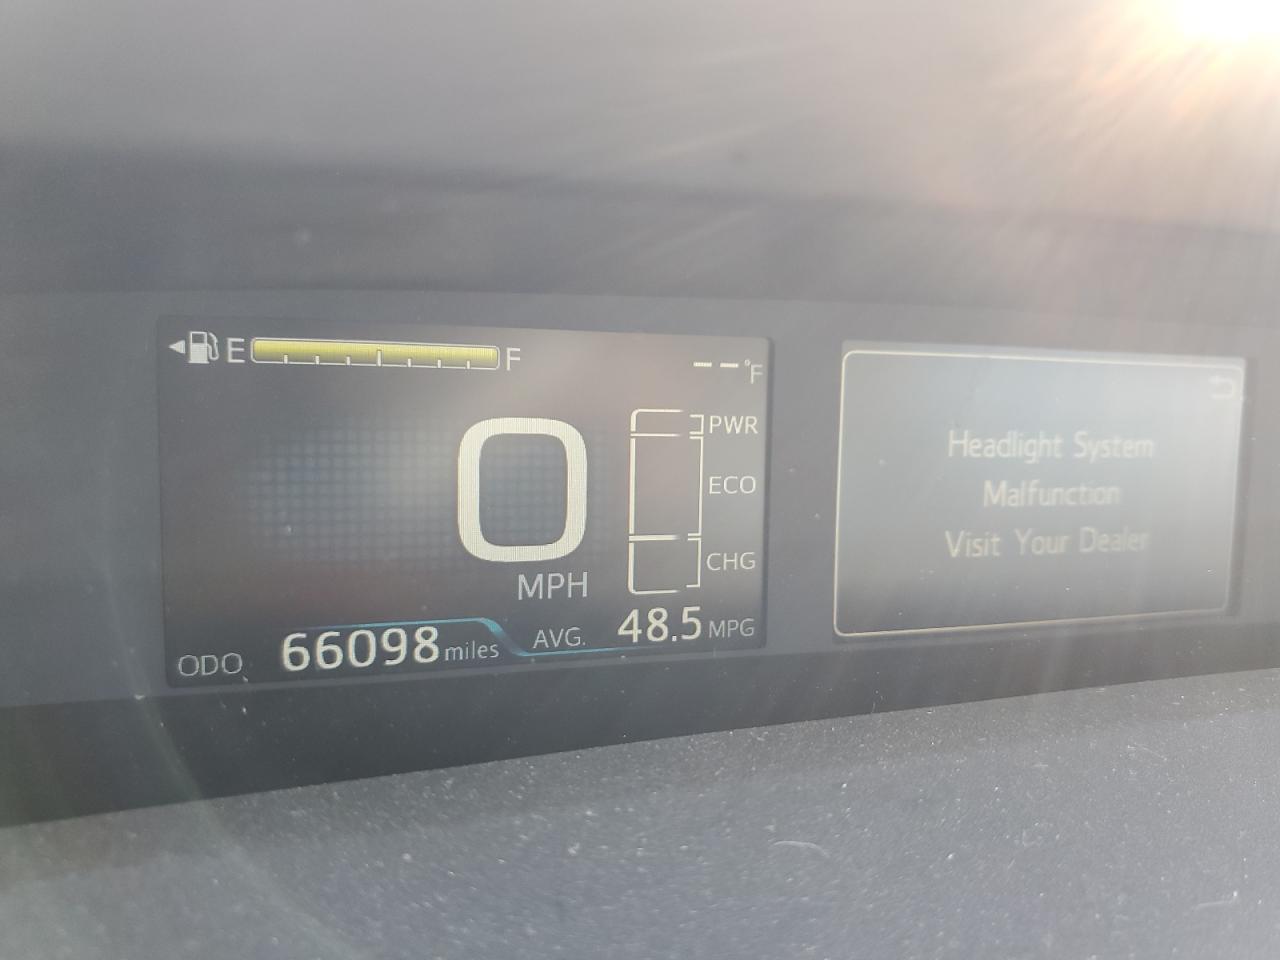 E F
-- °F
0
MPH
PWR
ECO
CHG
ODO 66098 miles
AVG. 48.5 MPG
Headlight System
Malfunction
Visit Your Dealer